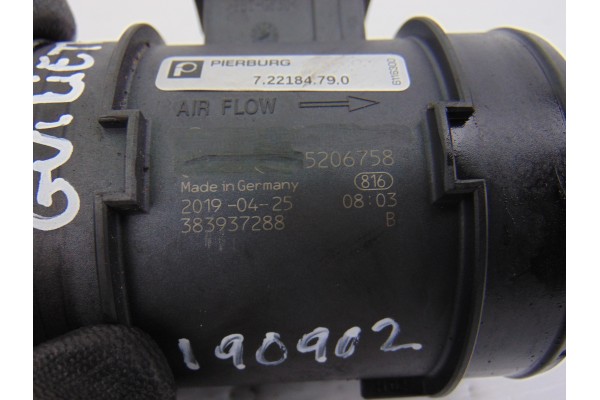 PIERBURG
7.22184.79.0
6116300
AIR FLOW
5206758
Made in Germany 816
2019-04-25 08:03
383937288 B
190902